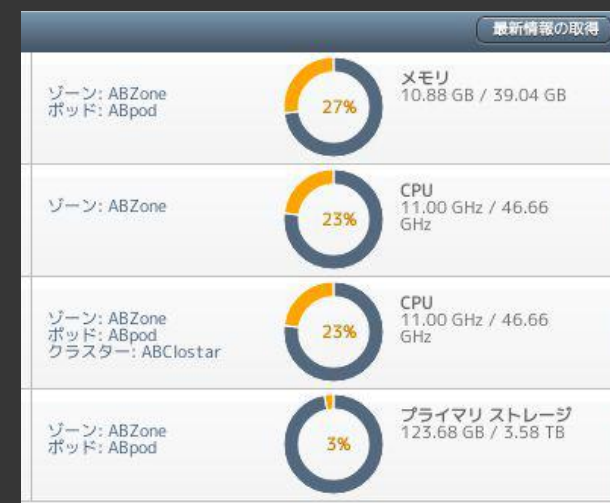 最新情報の取得
ゾーン: ABZone
ポッド: ABpod
27%
メモリ
10.88 GB / 39.04 GB
ゾーン: ABZone
23%
CPU
11.00 GHz / 46.66
GHz
ゾーン: ABZone
ポッド: ABpod
クラスター: ABClostar
23%
CPU
11.00 GHz / 46.66
GHz
ゾーン: ABZone
ポッド: ABpod
3%
プライマリ ストレージ
123.68 GB / 3.58 TB